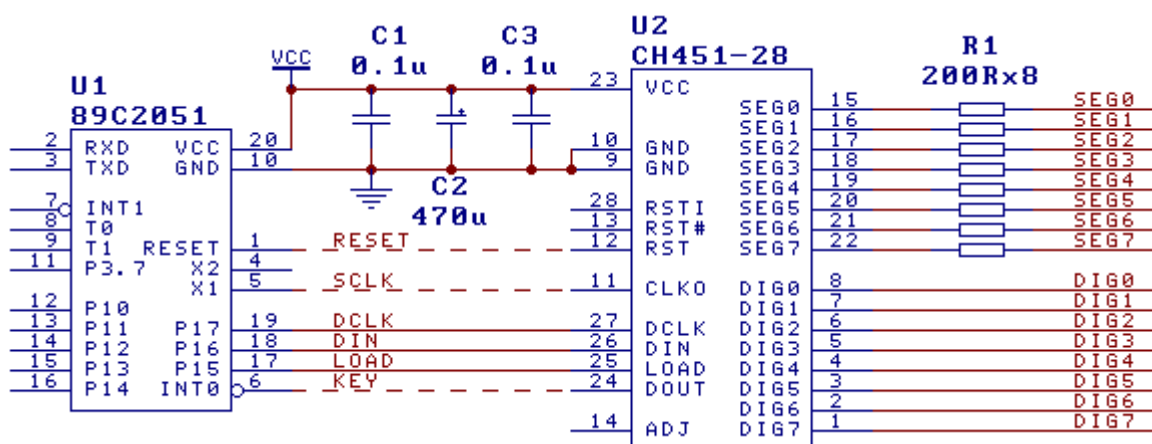 U1
89C2051
2 RXD VCC 20
3 TXD GND 10
7 INT1
8 T0
9 T1 RESET 1
11 P3.7 X2 4
X1 5
12 P10
13 P11 P17 19
14 P12 P16 18
15 P13 P15 17
16 P14 INT0 6
VCC
C1
0.1u
C3
0.1u
C2
470u
RESET
SCLK
DCLK
DIN
LOAD
KEY
U2
CH451-28
23 VCC
10 GND
9 GND
28 RSTI
13 RST#
12 RST
11 CLKO
27 DCLK
26 DIN
25 LOAD
24 DOUT
14 ADJ
SEG0 15
SEG1 16
SEG2 17
SEG3 18
SEG4 19
SEG5 20
SEG6 21
SEG7 22
DIG0 8
DIG1 7
DIG2 6
DIG3 5
DIG4 4
DIG5 3
DIG6 2
DIG7 1
R1
200Rx8
SEG0
SEG1
SEG2
SEG3
SEG4
SEG5
SEG6
SEG7
DIG0
DIG1
DIG2
DIG3
DIG4
DIG5
DIG6
DIG7